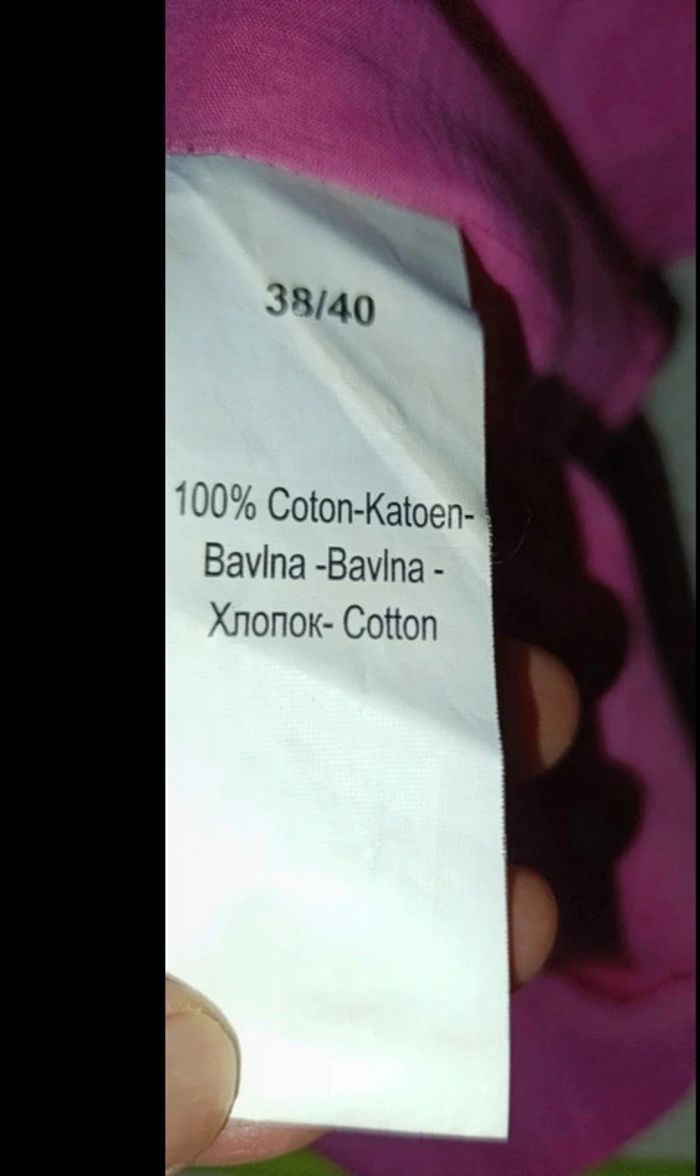 38/40
100% Coton-Katoen-
Bavlna -Bavlna -
Хлопок- Cotton